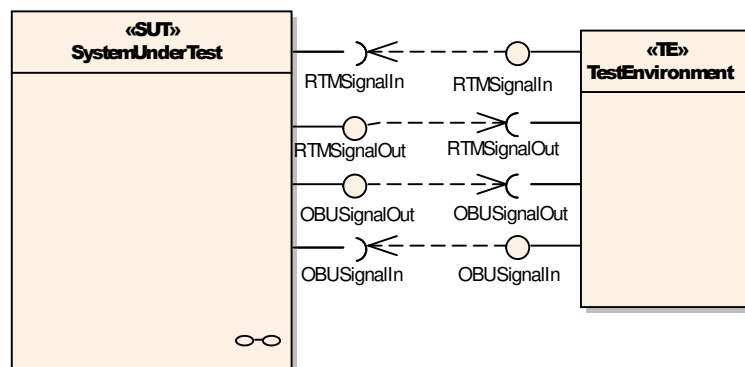 «SUT»
SystemUnderTest
«TE»
TestEnvironment
RTMSignalIn
RTMSignalIn
RTMSignalOut
RTMSignalOut
OBUSignalOut
OBUSignalOut
OBUSignalIn
OBUSignalIn